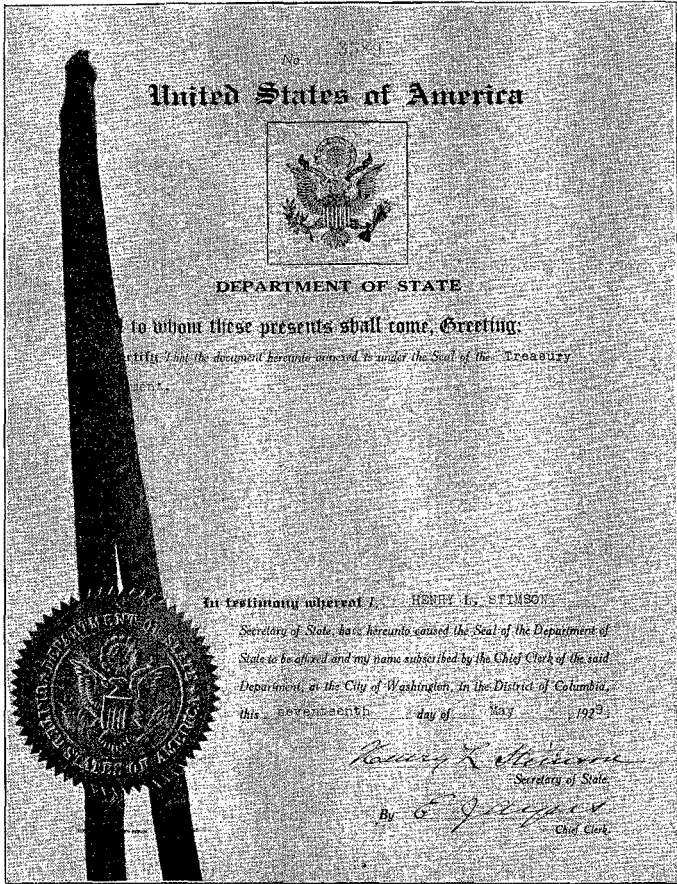 No.
United States of America
DEPARTMENT OF STATE
to whom these presents shall come, Greeting:
rtify That the document hereunto annexed is under the Seal of the Treasury
ment.
In testimony whereof I, HENRY L. STIMSON
Secretary of State, have hereunto caused the Seal of the Department of
State to be affixed and my name subscribed by the Chief Clerk of the said
Department, at the City of Washington, in the District of Columbia,
this seventeenth day of May , 1929.
Henry L Stimson
Secretary of State.
By
Chief Clerk.
DEPARTMENT OF STATE
UNITED STATES OF AMERICA